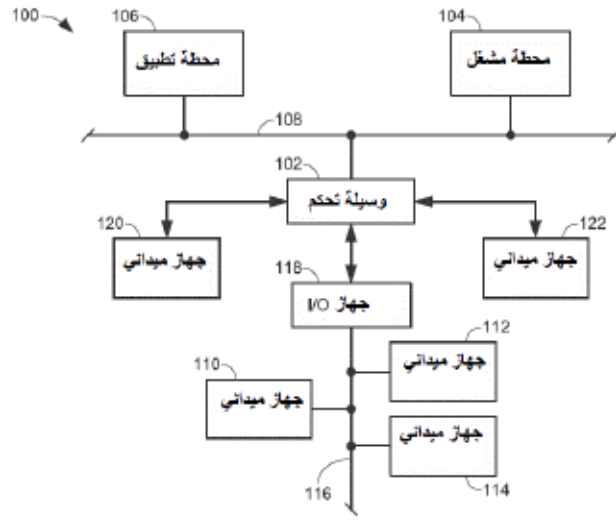 100
106
محطة تطبيق
104
محطة مشغل
108
102
وسيلة تحكم
120
جهاز ميداني
122
جهاز ميداني
118
جهاز I/O
112
جهاز ميداني
110
جهاز ميداني
جهاز ميداني
114
116